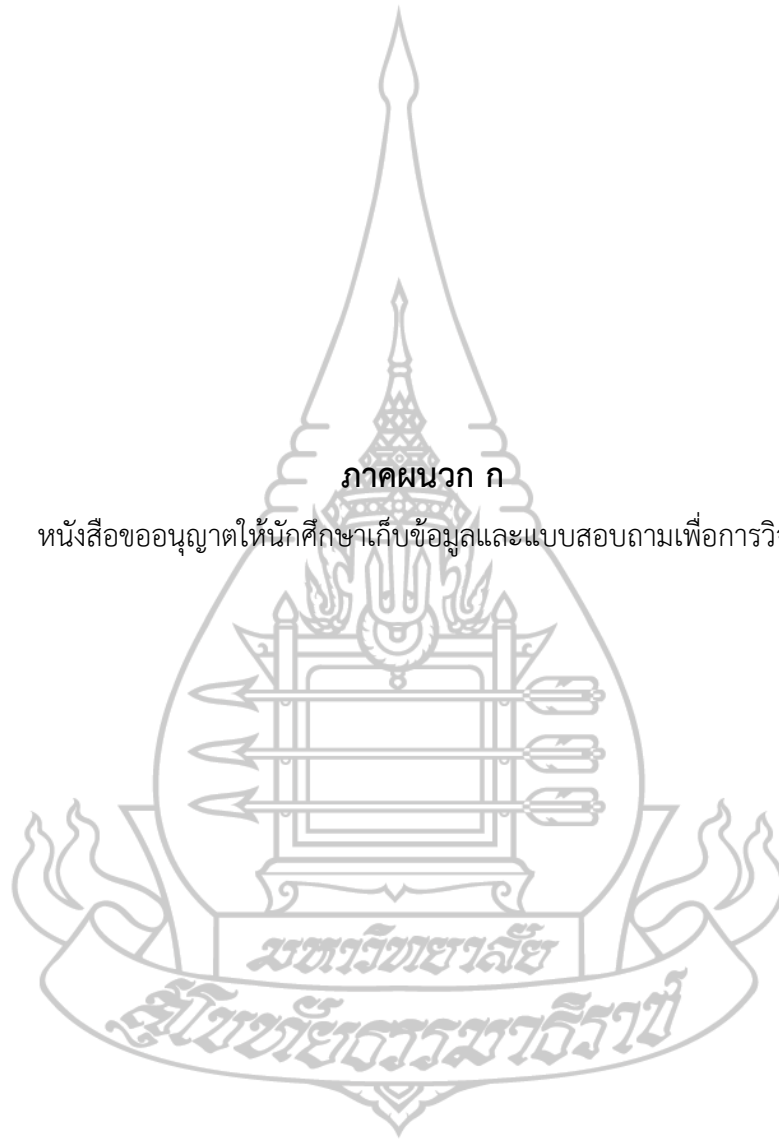 ภาคผนวก ก
หนังสือขออนุญาตให้นักศึกษาเก็บข้อมูลและแบบสอบถามเพื่อการวิ
มหาวิทยาลัย
สุโขทัยธรรมาธิราช